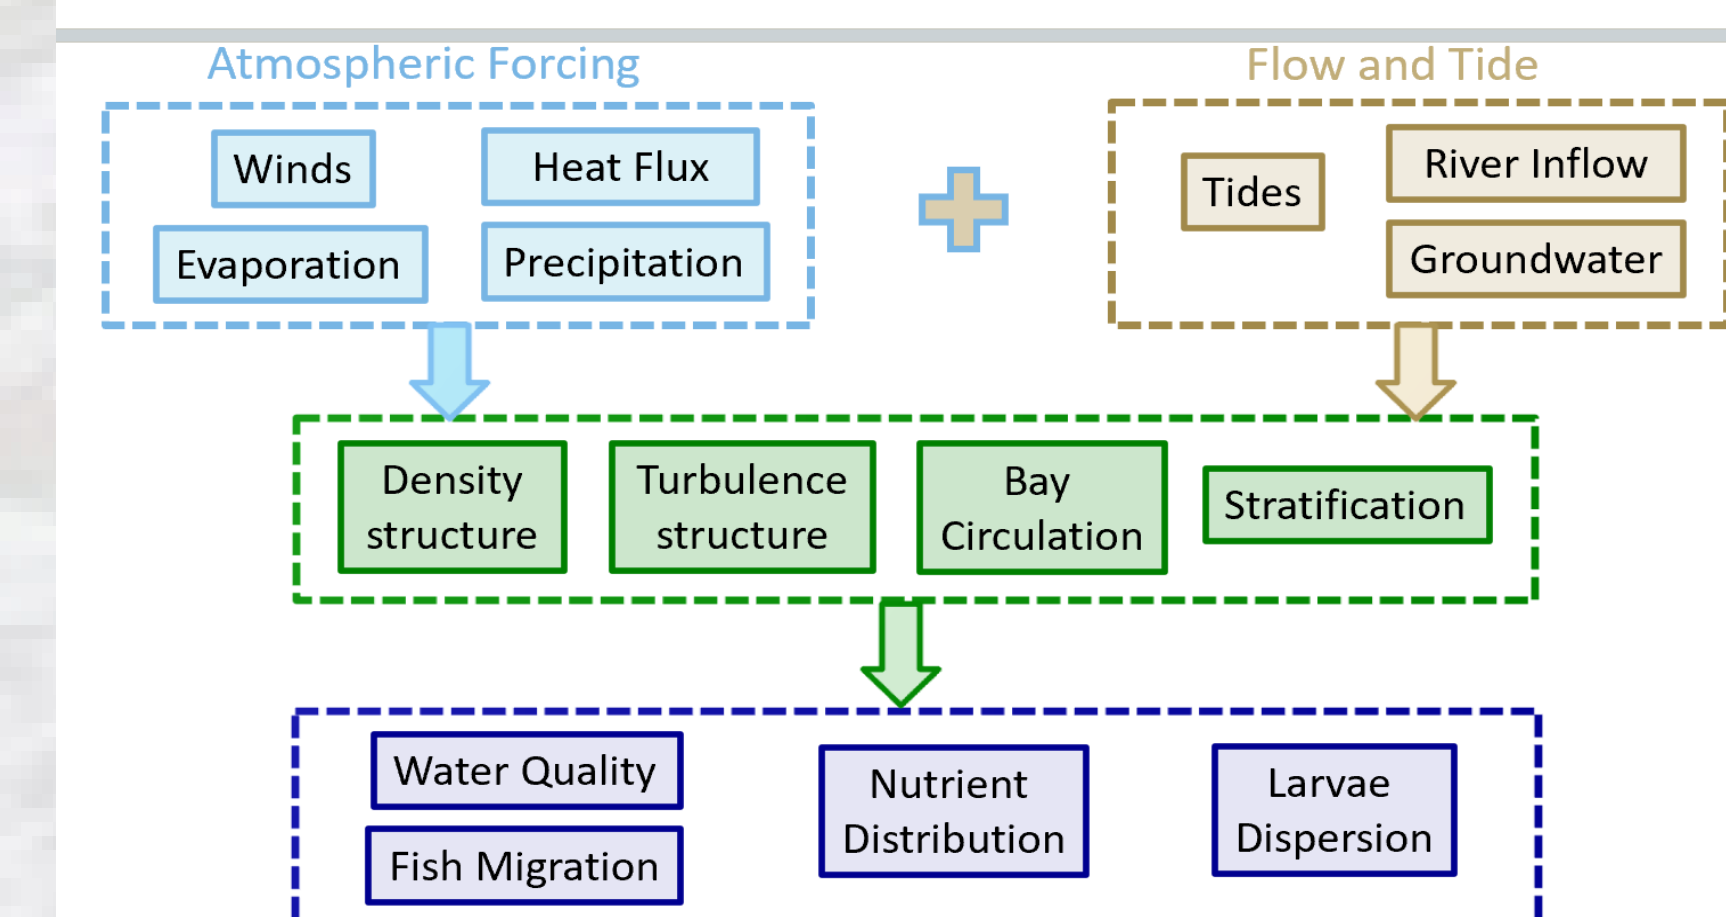 Atmospheric Forcing
Flow and Tide
Winds
Heat Flux
Evaporation
Precipitation
Tides
River Inflow
Groundwater
Density
structure
Turbulence
structure
Bay
Circulation
Stratification
Water Quality
Fish Migration
Nutrient
Distribution
Larvae
Dispersion